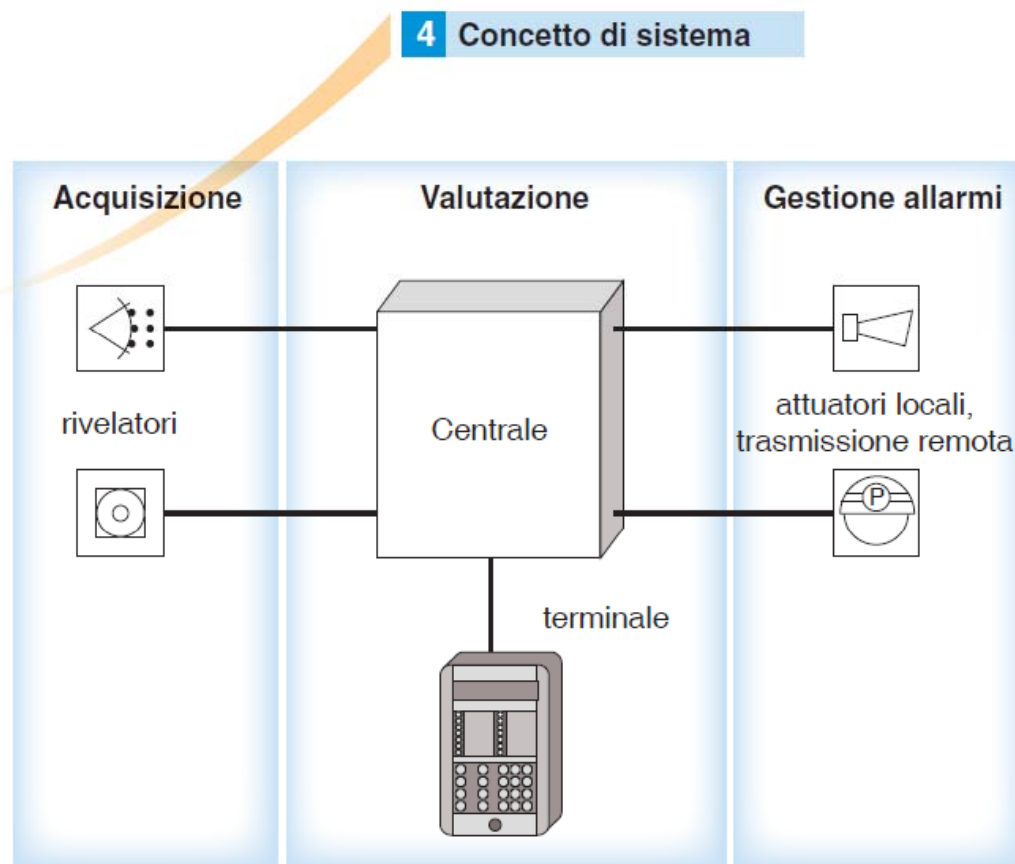 4 Concetto di sistema
Acquisizione
Valutazione
Gestione allarmi
rivelatori
Centrale
attuatori locali,
trasmissione remota
P
terminale